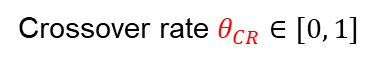 Crossover rate θ_CR ∈ [0, 1]